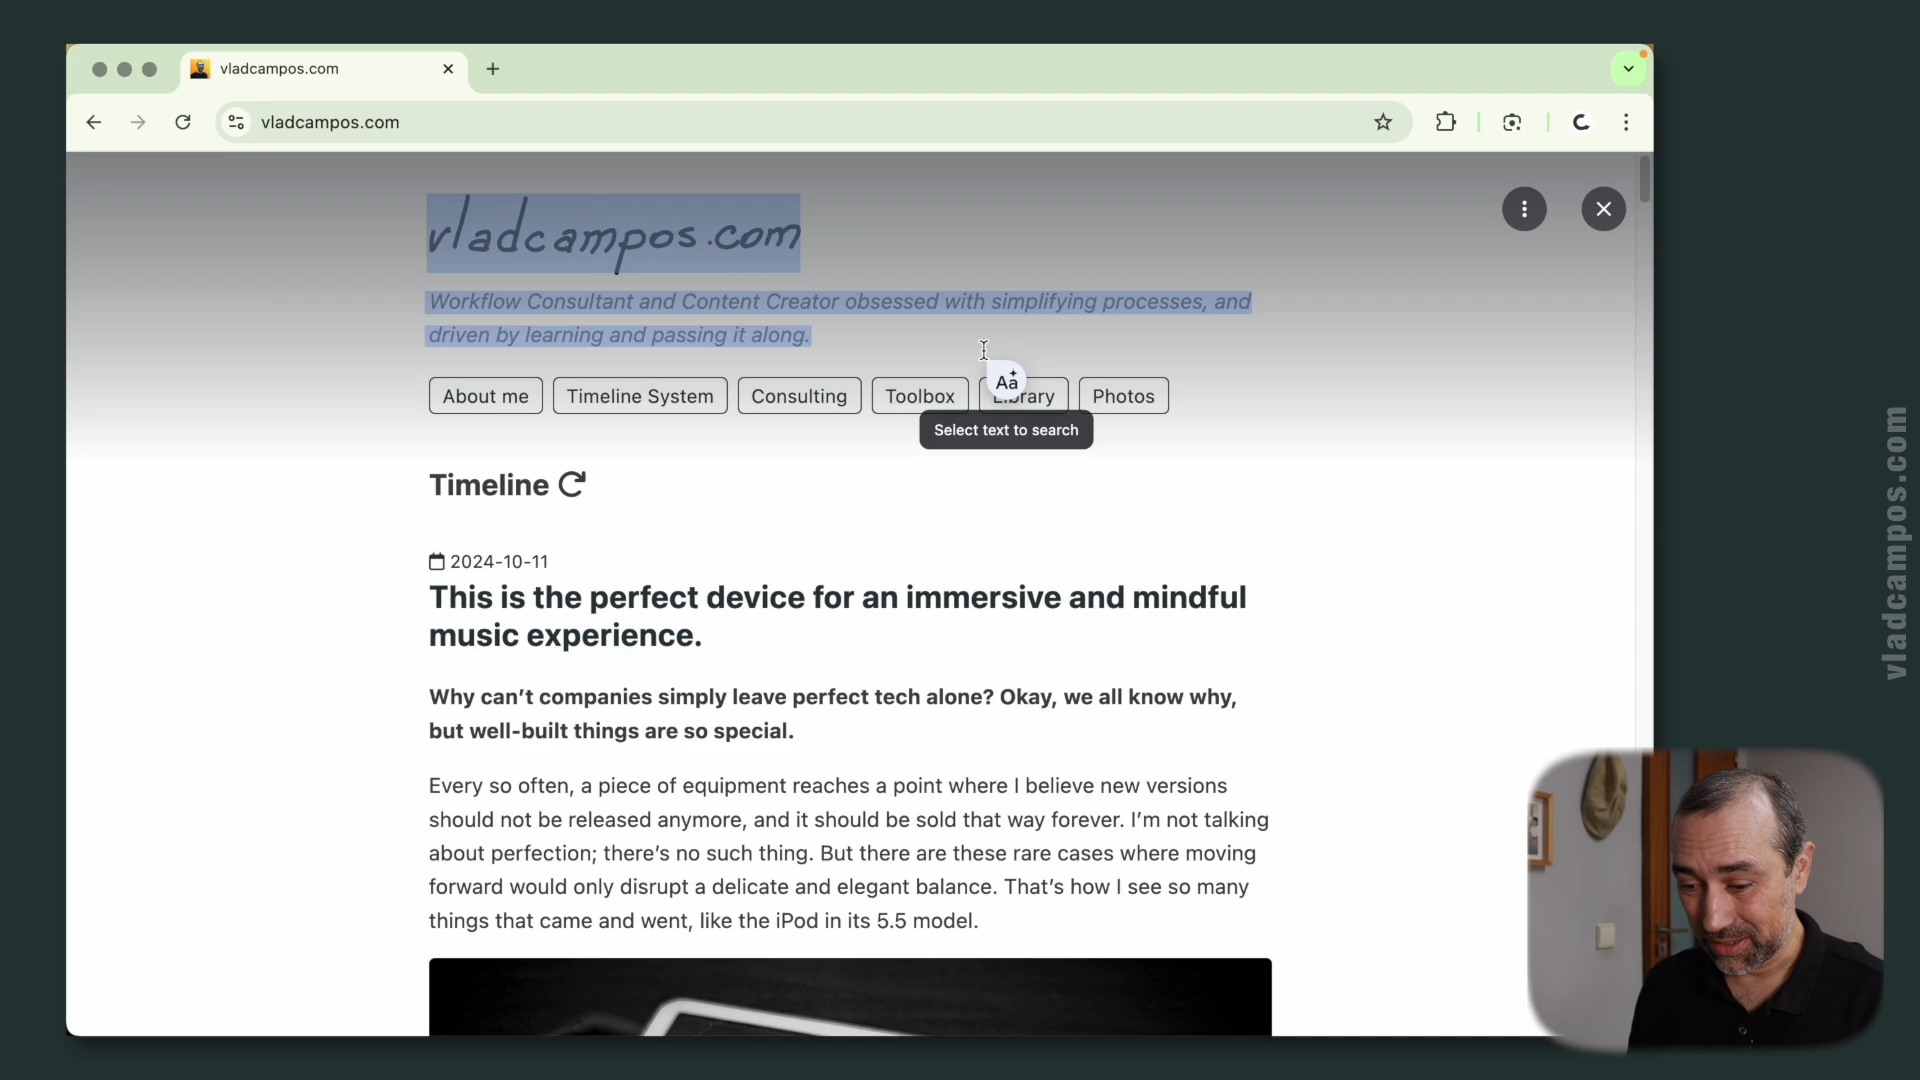 vladcampos.com
vladcampos.com
vladcampos.com
Workflow Consultant and Content Creator obsessed with simplifying processes, and
driven by learning and passing it along.
Aa
About me
Timeline System
Consulting
Toolbox
Library
Photos
Select text to search
Timeline
2024-10-11
This is the perfect device for an immersive and mindful
music experience.
Why can’t companies simply leave perfect tech alone? Okay, we all know why,
but well-built things are so special.
Every so often, a piece of equipment reaches a point where I believe new versions
should not be released anymore, and it should be sold that way forever. I’m not talking
about perfection; there’s no such thing. But there are these rare cases where moving
forward would only disrupt a delicate and elegant balance. That’s how I see so many
things that came and went, like the iPod in its 5.5 model.
vladcampos.com